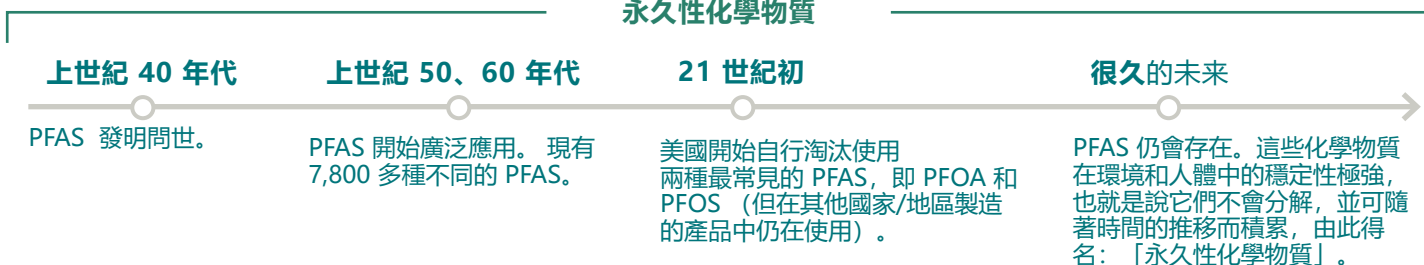 永久性化學物質
上世紀 40 年代
PFAS 發明問世。
上世紀 50、60 年代
PFAS 開始廣泛應用。 現有
7,800 多種不同的 PFAS。
21 世紀初
美國開始自行淘汰使用
兩種最常見的 PFAS，即 PFOA 和
PFOS （但在其他國家/地區製造
的產品中仍在使用）。
很久的未来
PFAS 仍會存在。這些化學物質
在環境和人體中的穩定性極強，
也就是說它們不會分解，並可隨
著時間的推移而積累，由此得
名：「永久性化學物質」。